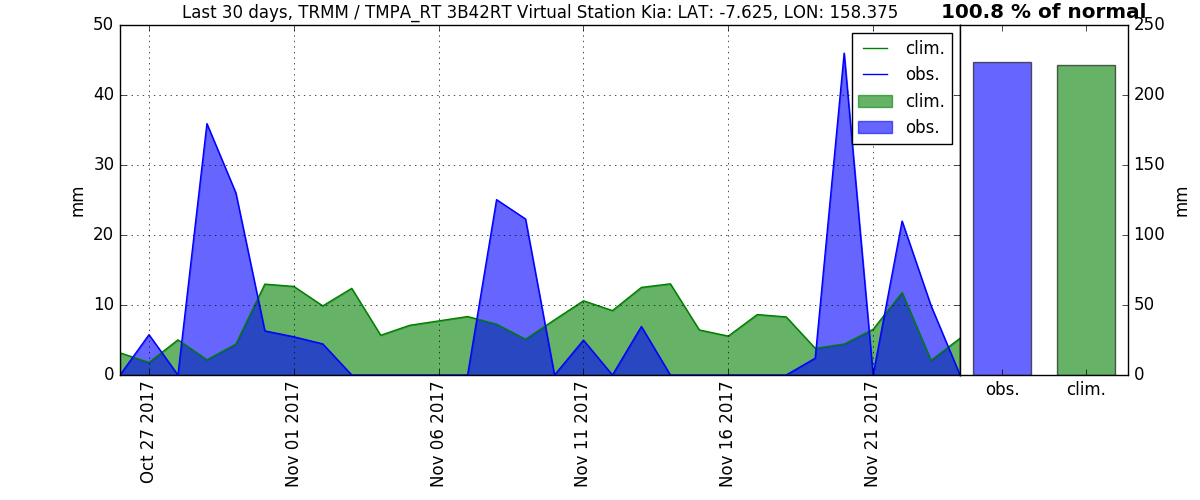 Last 30 days, TRMM / TMPA_RT 3B42RT Virtual Station Kia: LAT: -7.625, LON: 158.375
100.8 % of normal
50
40
30
20
10
0
mm
clim.
obs.
clim.
obs.
250
200
150
100
50
0
mm
Oct 27 2017
Nov 01 2017
Nov 06 2017
Nov 11 2017
Nov 16 2017
Nov 21 2017
obs.
clim.